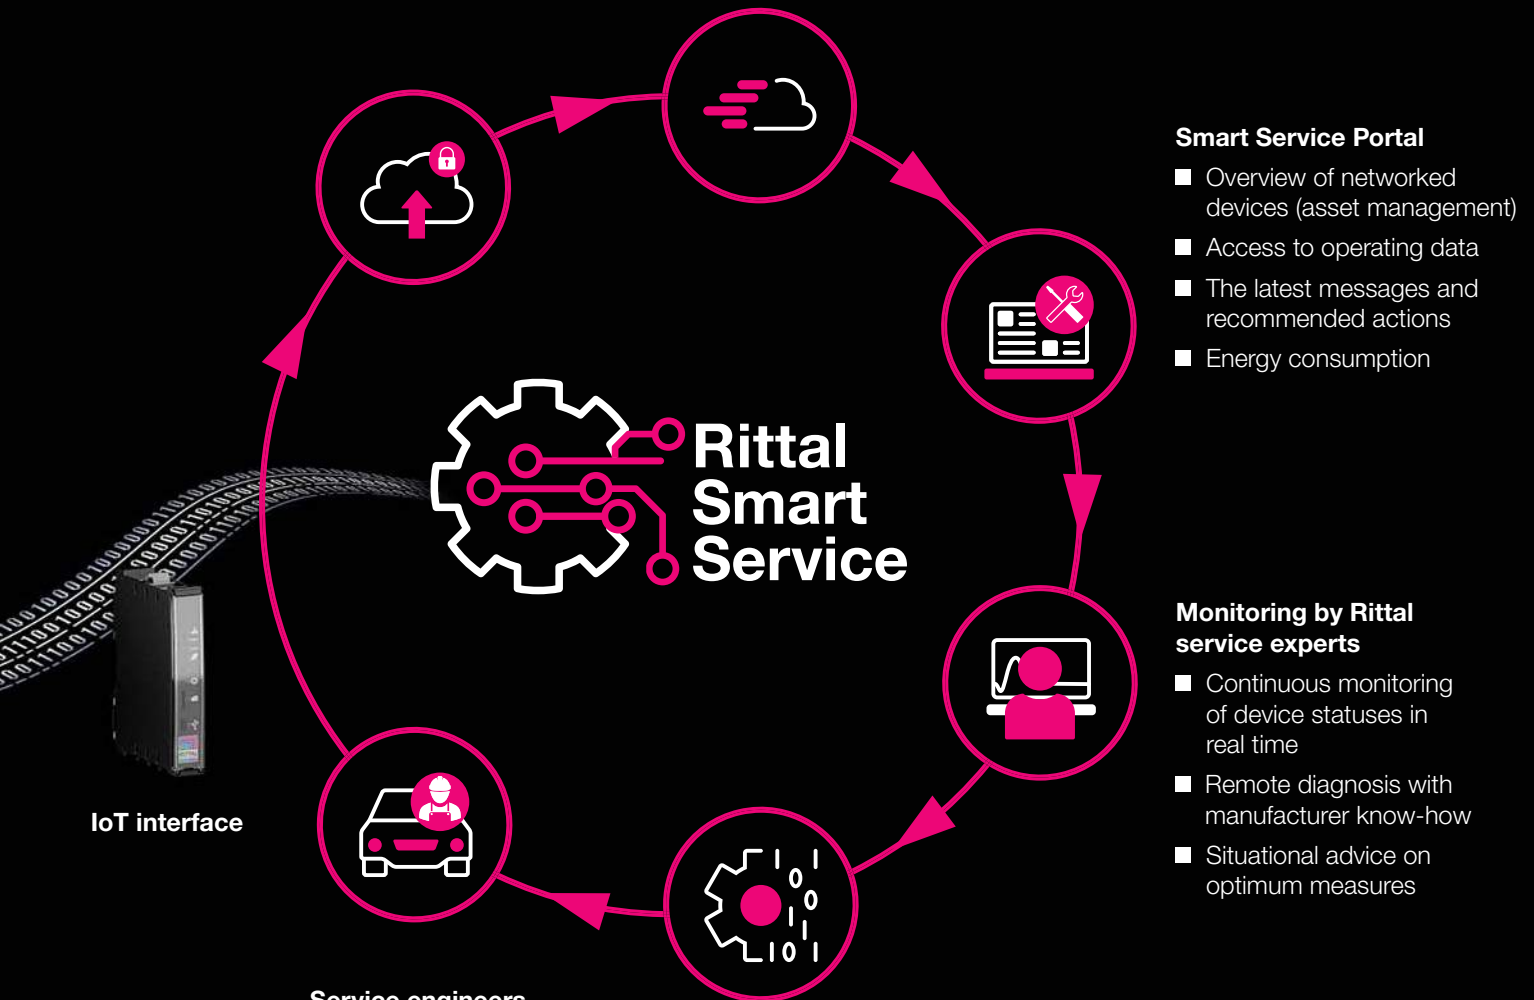 Smart Service Portal
Overview of networked
devices (asset management)
Access to operating data
The latest messages and
recommended actions
Energy consumption
Rittal
Smart
Service
Monitoring by Rittal
service experts
Continuous monitoring
of device statuses in
real time
Remote diagnosis with
manufacturer know-how
Situational advice on
optimum measures
IoT interface
Service engineers